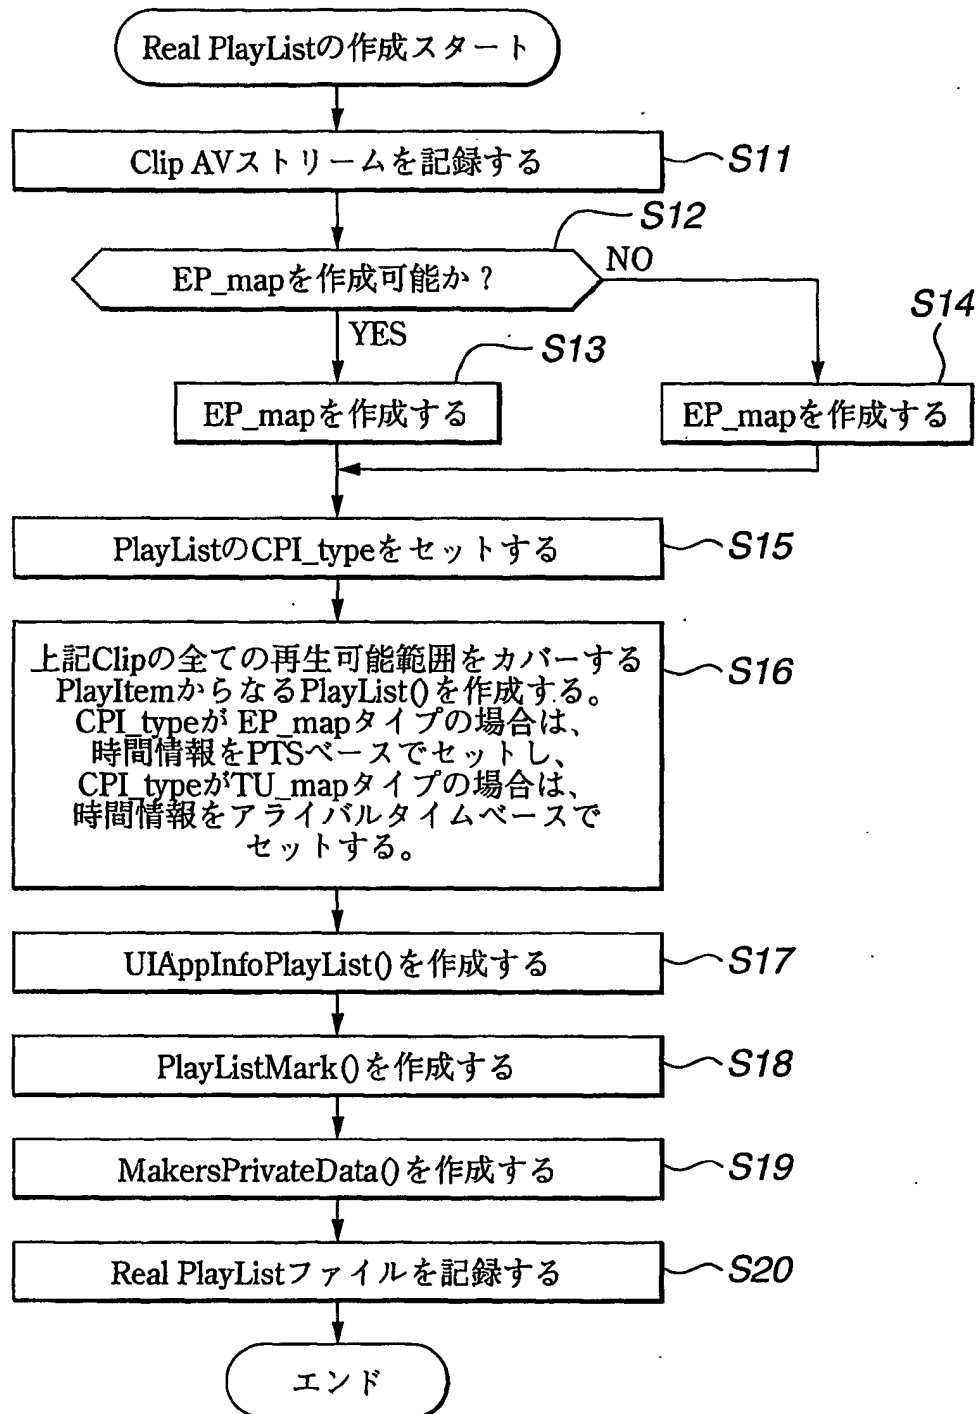 Real PlayListの作成スタート
Clip AVストリームを記録する
S11
S12
EP_mapを作成可能か？
NO
YES
S13
S14
EP_mapを作成する
EP_mapを作成する
PlayListのCPI_typeをセットする
S15
上記Clipの全ての再生可能範囲をカバーする
PlayItemからなるPlayList()を作成する。
CPI_typeが EP_mapタイプの場合は、
時間情報をPTSベースでセットし、
CPI_typeがTU_mapタイプの場合は、
時間情報をアライバルタイムベースで
セットする。
S16
UIAppInfoPlayList()を作成する
S17
PlayListMark()を作成する
S18
MakersPrivateData()を作成する
S19
Real PlayListファイルを記録する
S20
エンド